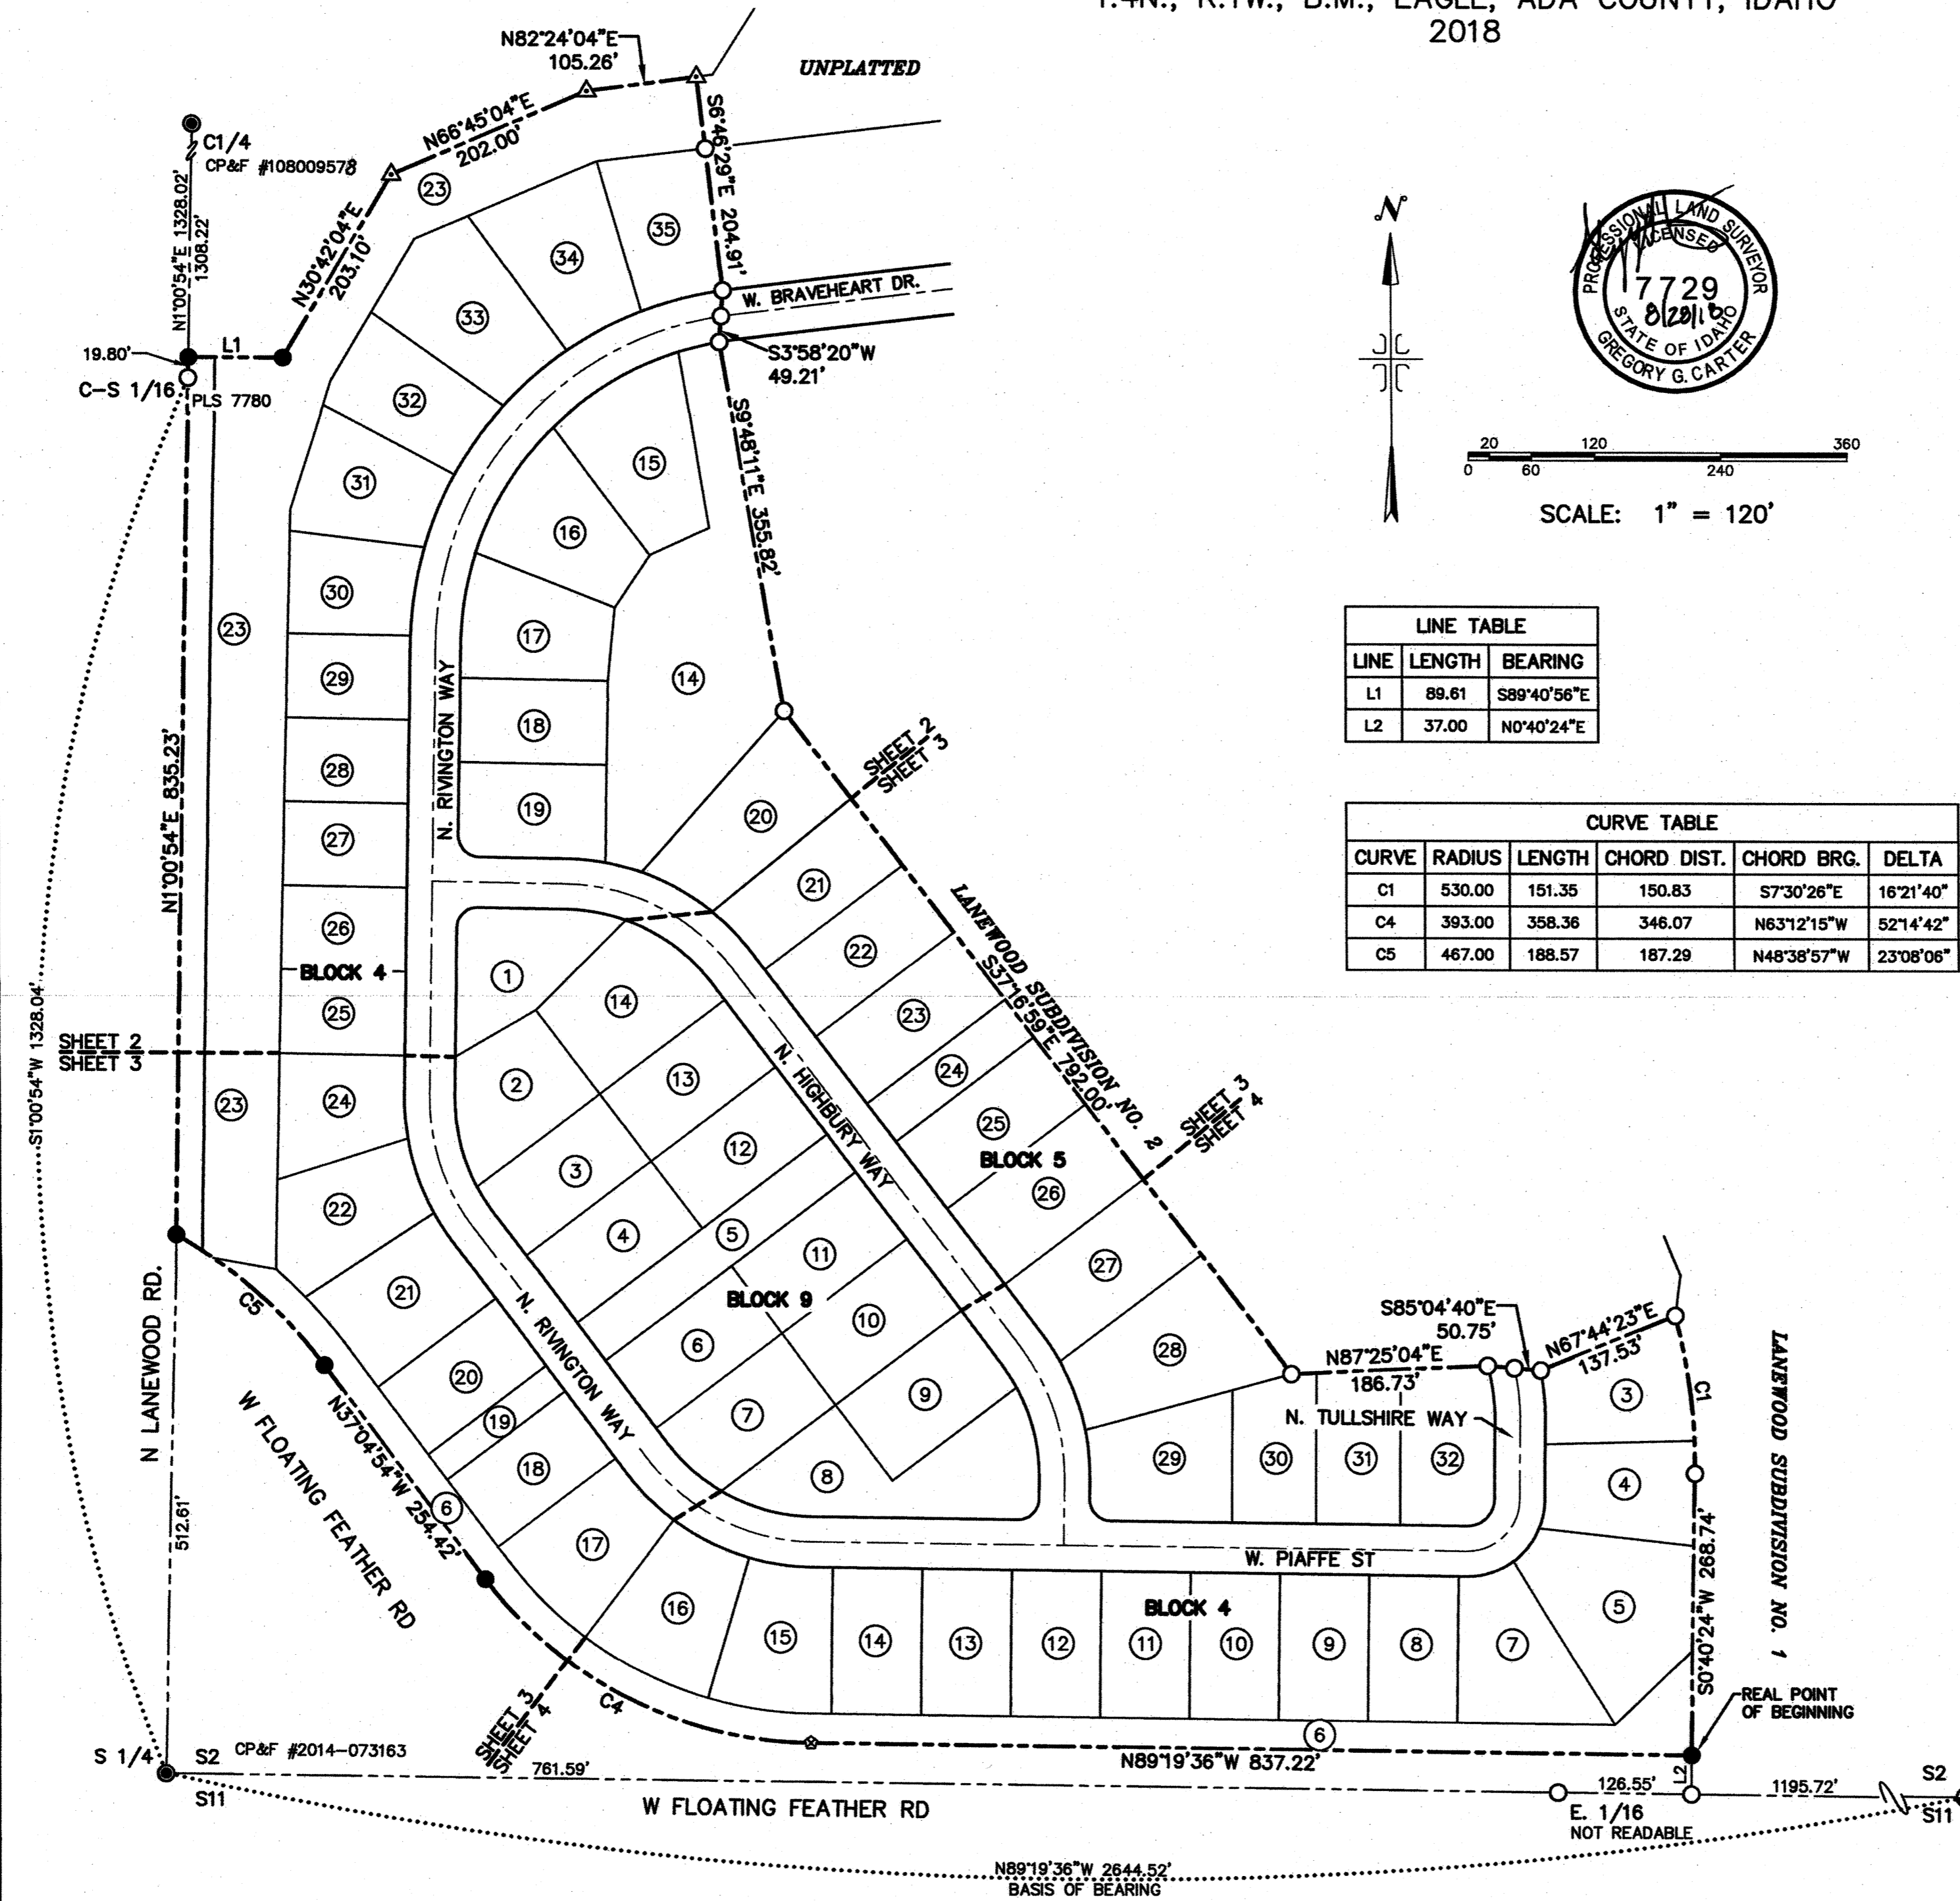 T.4N., R.1W., B.M., EAGLE, ADA COUNTY, IDAHO
2018
N82°24'04"E
105.26'
UNPLATTED
C1/4
CP&F #108009578
N66°45'04"E
202.00'
S6°46'29"E 204.91'
N1°00'54"E 1328.02'
1308.22'
N30°42'04"E
203.10'
23
35
34
33
W. BRAVEHEART DR.
S3°58'20"W
49.21'
19.80'
L1
C-S 1/16
PLS 7780
32
31
15
16
S9°48'11"E 355.82'
N
PROFESSIONAL LAND SURVEYOR
LICENSED
7729
8/28/18
STATE OF IDAHO
GREGORY G. CARTER
20 120 360
0 60 240
SCALE: 1" = 120'
LINE TABLE
LINE LENGTH BEARING
L1 89.61 S89°40'56"E
L2 37.00 N0°40'24"E
CURVE TABLE
CURVE RADIUS LENGTH CHORD DIST. CHORD BRG. DELTA
C1 530.00 151.35 150.83 S7°30'26"E 16°21'40"
C4 393.00 358.36 346.07 N63°12'15"W 52°14'42"
C5 467.00 188.57 187.29 N48°38'57"W 23°08'06"
23
30
29
28
27
26
BLOCK 4
25
24
22
21
20
19
18
17
16
N. RIVINGTON WAY
17
18
19
14
20
SHEET 2
SHEET 3
21
22
23
24
25
BLOCK 5
26
27
28
LANEWOOD SUBDIVISION NO. 2
S37°16'59"E 792.00'
SHEET 3
SHEET 4
N1°00'54"E 835.23'
S1°00'54"W 1328.04'
SHEET 2
SHEET 3
23
1
14
2
13
3
12
4
5
11
BLOCK 9
6
10
7
9
8
N. HIGHBURY WAY
N. RIVINGTON WAY
N LANEWOOD RD.
512.61'
C5
W FLOATING FEATHER RD
N37°04'54"W 254.42'
6
S85°04'40"E
50.75'
N87°25'04"E
186.73'
N67°44'23"E
137.53'
C1
N. TULLSHIRE WAY
29
30
31
32
3
4
5
LANEWOOD SUBDIVISION NO. 1
S0°40'24"W 268.74'
W. PIAFFE ST
BLOCK 4
15
14
13
12
11
10
9
8
7
REAL POINT
OF BEGINNING
C4
SHEET 3
SHEET 4
6
N89°19'36"W 837.22'
S 1/4
S2
S11
CP&F #2014-073163
761.59'
W FLOATING FEATHER RD
126.55'
L2
1195.72'
E. 1/16
NOT READABLE
S2
S11
N89°19'36"W 2644.52'
BASIS OF BEARING